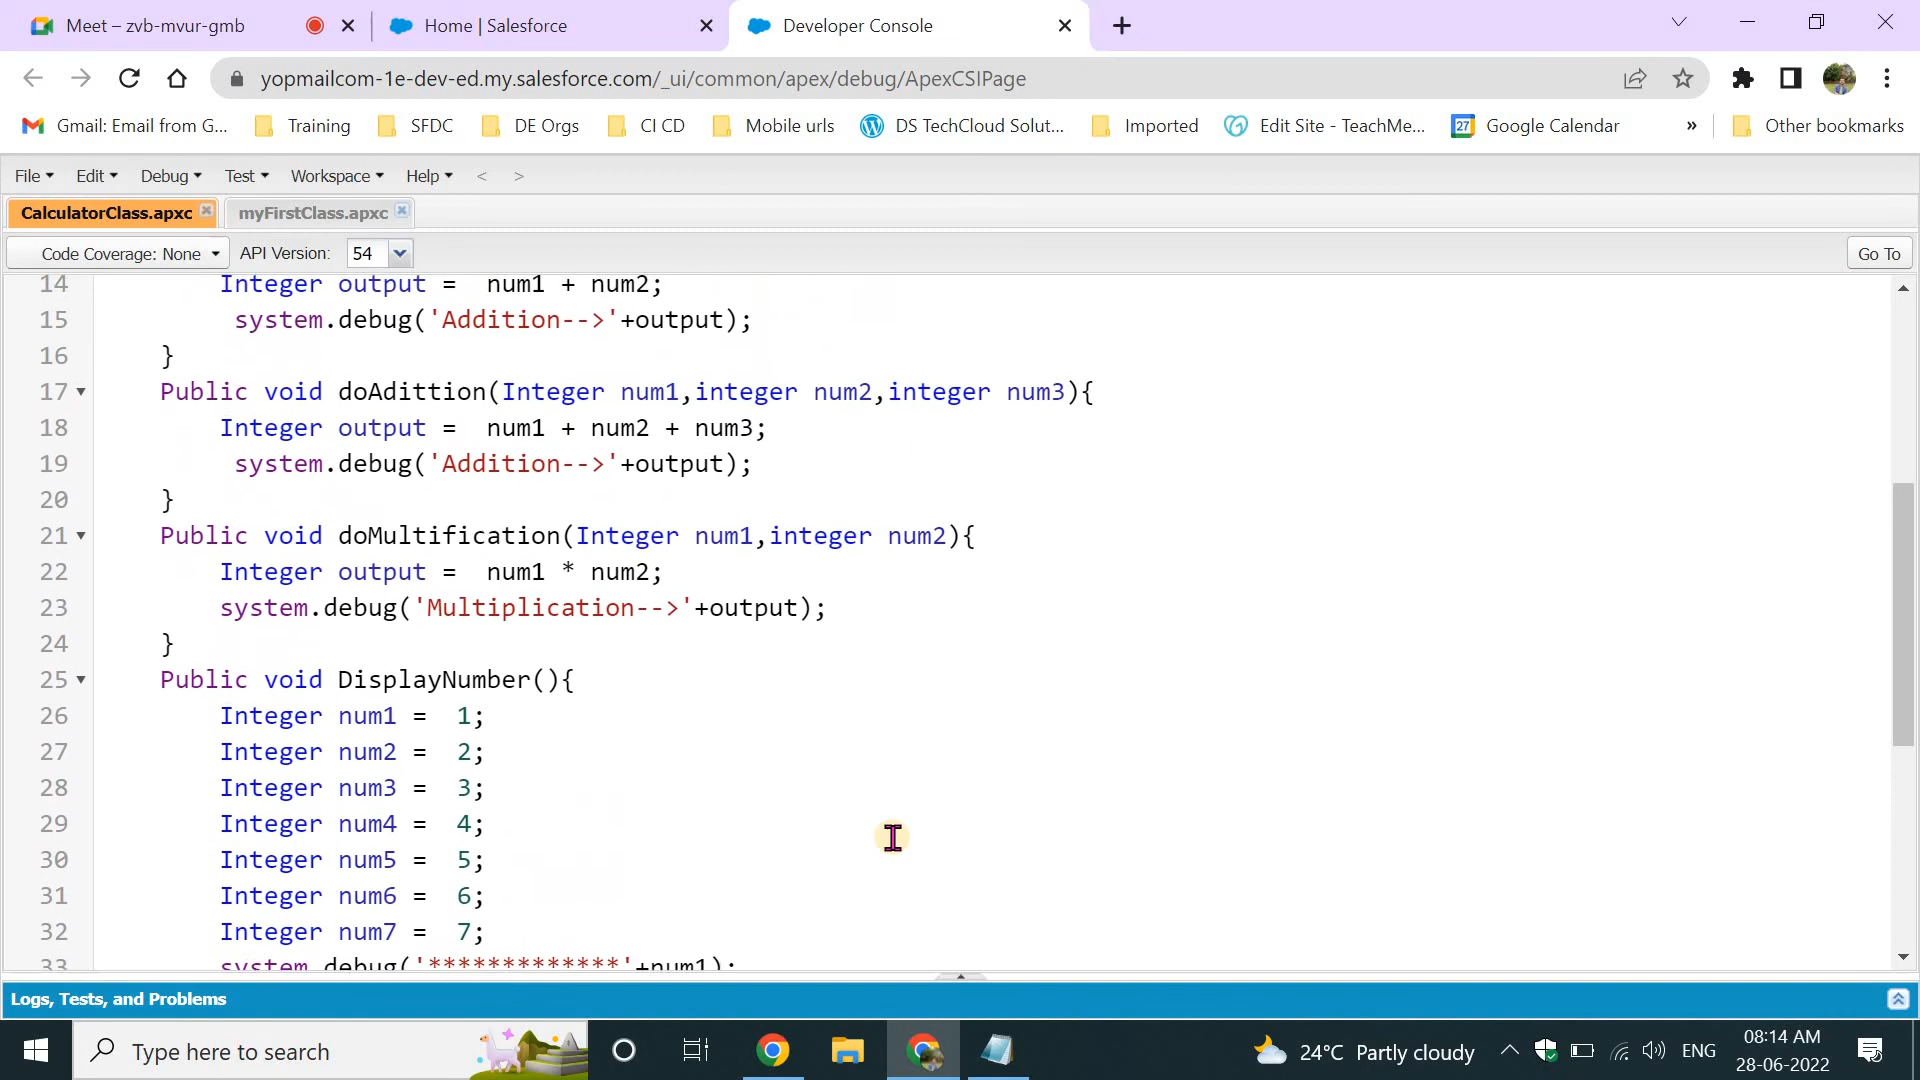 Meet – zvb-mvur-gmb
Home | Salesforce
Developer Console
yopmailcom-1e-dev-ed.my.salesforce.com/_ui/common/apex/debug/ApexCSIPage
Gmail: Email from G...
Training
SFDC
DE Orgs
CI CD
Mobile urls
DS TechCloud Solut...
Imported
Edit Site - TeachMe...
27 Google Calendar
»
Other bookmarks
File Edit Debug Test Workspace Help < >
CalculatorClass.apxc myFirstClass.apxc
Code Coverage: None API Version: 54 Go To
14 Integer output =  num1 + num2;
15 system.debug('Addition-->'+output);
16 }
17 Public void doAdittion(Integer num1,integer num2,integer num3){
18 Integer output =  num1 + num2 + num3;
19 system.debug('Addition-->'+output);
20 }
21 Public void doMultification(Integer num1,integer num2){
22 Integer output =  num1 * num2;
23 system.debug('Multiplication-->'+output);
24 }
25 Public void DisplayNumber(){
26 Integer num1 =  1;
27 Integer num2 =  2;
28 Integer num3 =  3;
29 Integer num4 =  4;
30 Integer num5 =  5;
31 Integer num6 =  6;
32 Integer num7 =  7;
33 system.debug('*************'+num1);
Logs, Tests, and Problems
Type here to search
24°C Partly cloudy
ENG
08:14 AM
28-06-2022